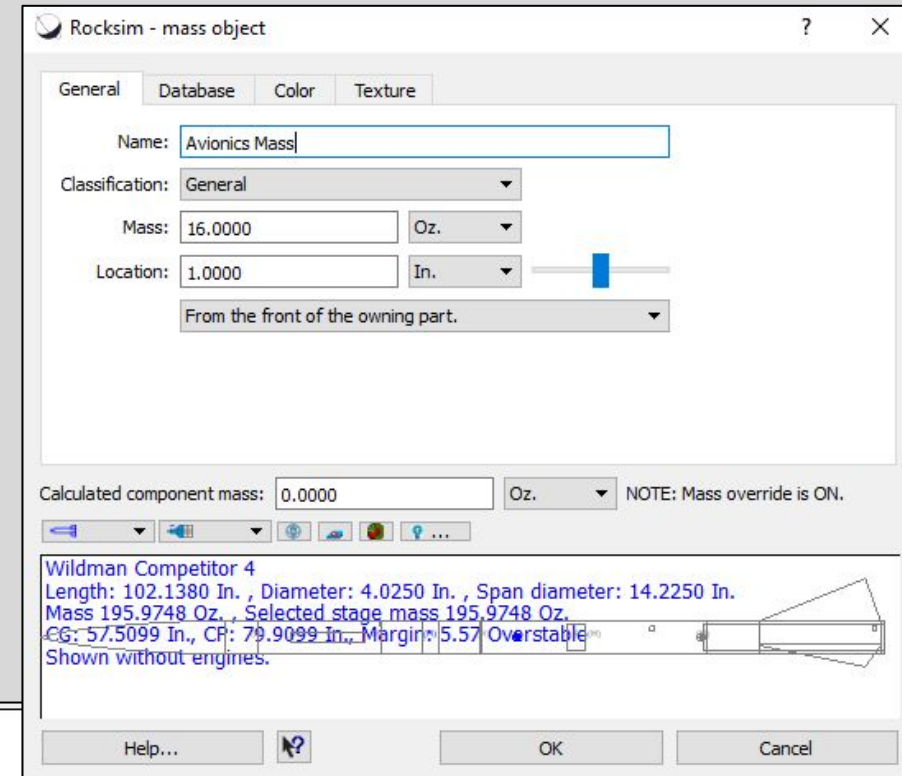 Rocksim - mass object ? X
General Database Color Texture
Name: Avionics Mass
Classification: General
Mass: 16.0000 Oz.
Location: 1.0000 In.
From the front of the owning part.
Calculated component mass: 0.0000 Oz. NOTE: Mass override is ON.
...
Wildman Competitor 4
Length: 102.1380 In. , Diameter: 4.0250 In. , Span diameter: 14.2250 In.
Mass 195.9748 Oz. , Selected stage mass 195.9748 Oz.
CG: 57.5099 In., CP: 79.9099 In., Margin: 5.57 Overstable
Shown without engines.
Help... ? OK Cancel